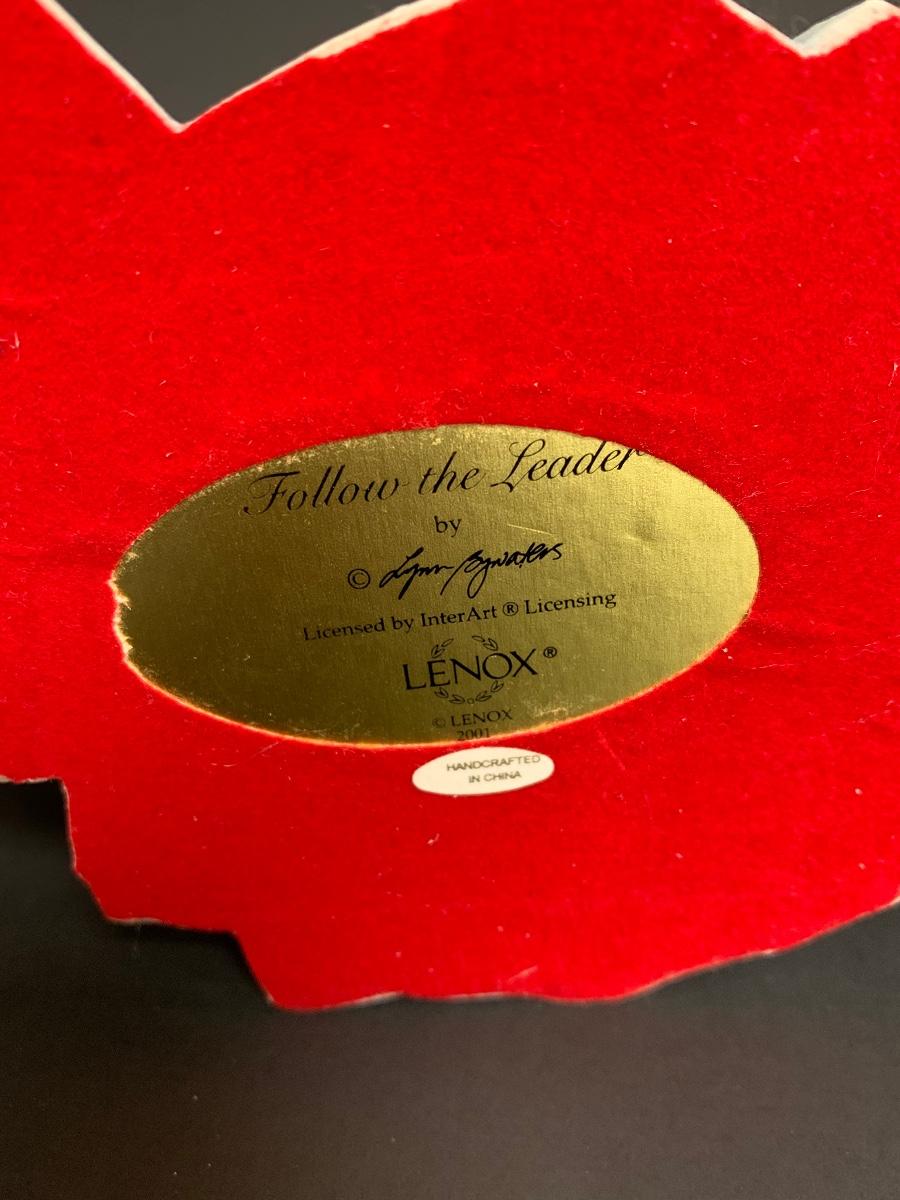 Follow the Leader
by
© Lynn Bywaters
Licensed by InterArt ® Licensing
LENOX ®
© LENOX
2001
HANDCRAFTED
IN CHINA